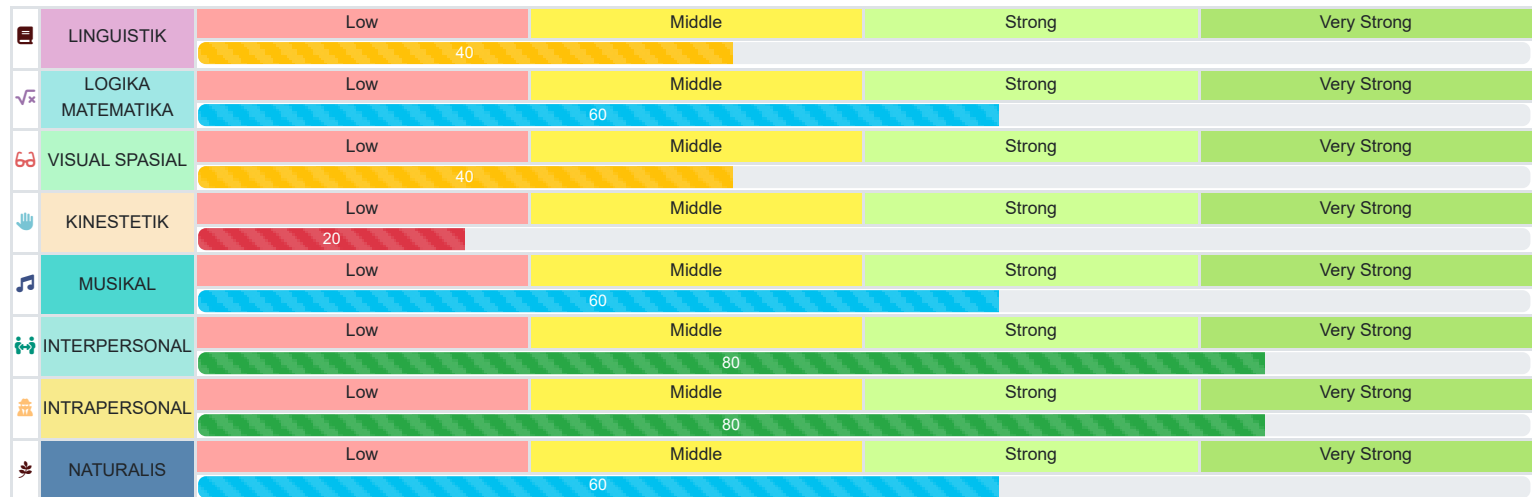 LINGUISTIK
Low Middle Strong Very Strong
40
LOGIKA
MATEMATIKA
Low Middle Strong Very Strong
60
VISUAL SPASIAL
Low Middle Strong Very Strong
40
KINESTETIK
Low Middle Strong Very Strong
20
MUSIKAL
Low Middle Strong Very Strong
60
INTERPERSONAL
Low Middle Strong Very Strong
80
INTRAPERSONAL
Low Middle Strong Very Strong
80
NATURALIS
Low Middle Strong Very Strong
60